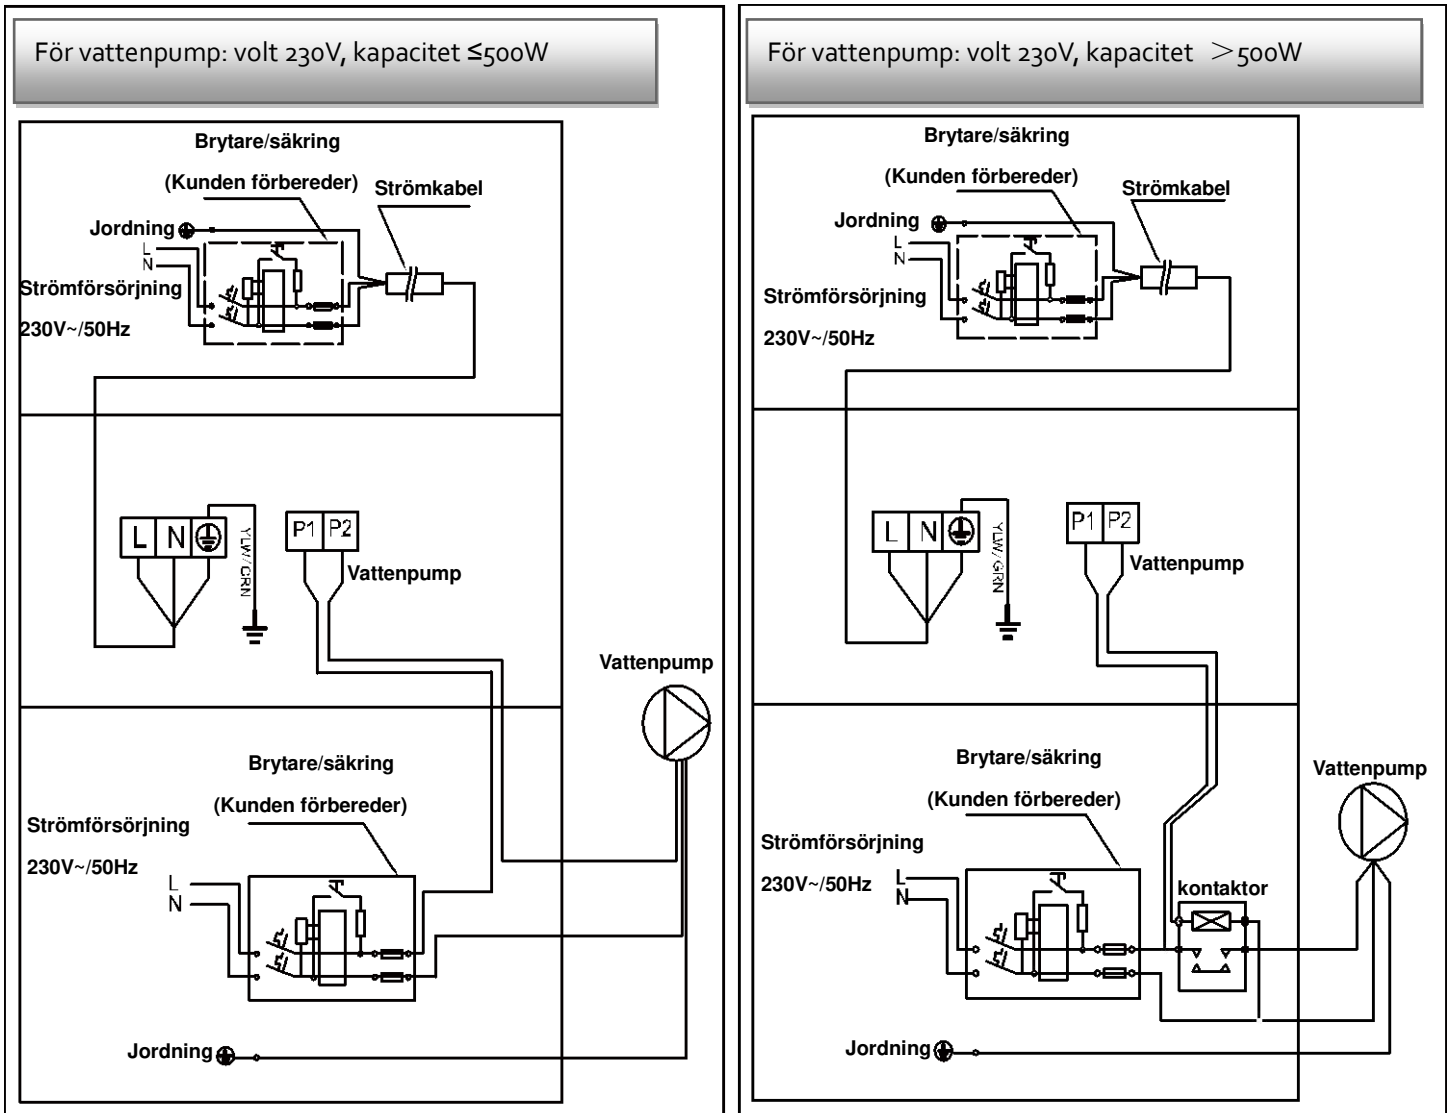 För vattenpump: volt 230V, kapacitet ≤500W
Brytare/säkring
(Kunden förbereder)
Strömkabel
Jordning
L
N
Strömförsörjning
230V~/50Hz
L N
YLW/GRN
P1 P2
Vattenpump
Vattenpump
Brytare/säkring
(Kunden förbereder)
Strömförsörjning
230V~/50Hz
L
N
Jordning
För vattenpump: volt 230V, kapacitet ＞500W
Brytare/säkring
(Kunden förbereder)
Strömkabel
Jordning
L
N
Strömförsörjning
230V~/50Hz
L N
YLW/GRN
P1 P2
Vattenpump
Vattenpump
Brytare/säkring
(Kunden förbereder)
Strömförsörjning
230V~/50Hz
L
N
kontaktor
Jordning